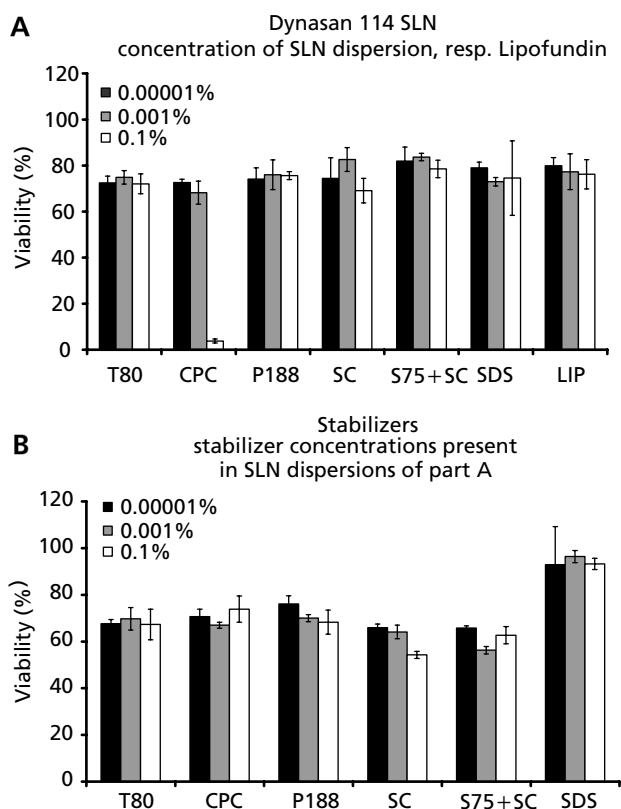 A
Dynasan 114 SLN
concentration of SLN dispersion, resp. Lipofundin
120
100
80
60
40
20
0
Viability (%)
0.00001%
0.001%
0.1%
T80 CPC P188 SC S75+SC SDS LIP
B
Stabilizers
stabilizer concentrations present
in SLN dispersions of part A
120
100
80
60
40
20
0
Viability (%)
0.00001%
0.001%
0.1%
T80 CPC P188 SC S75+SC SDS